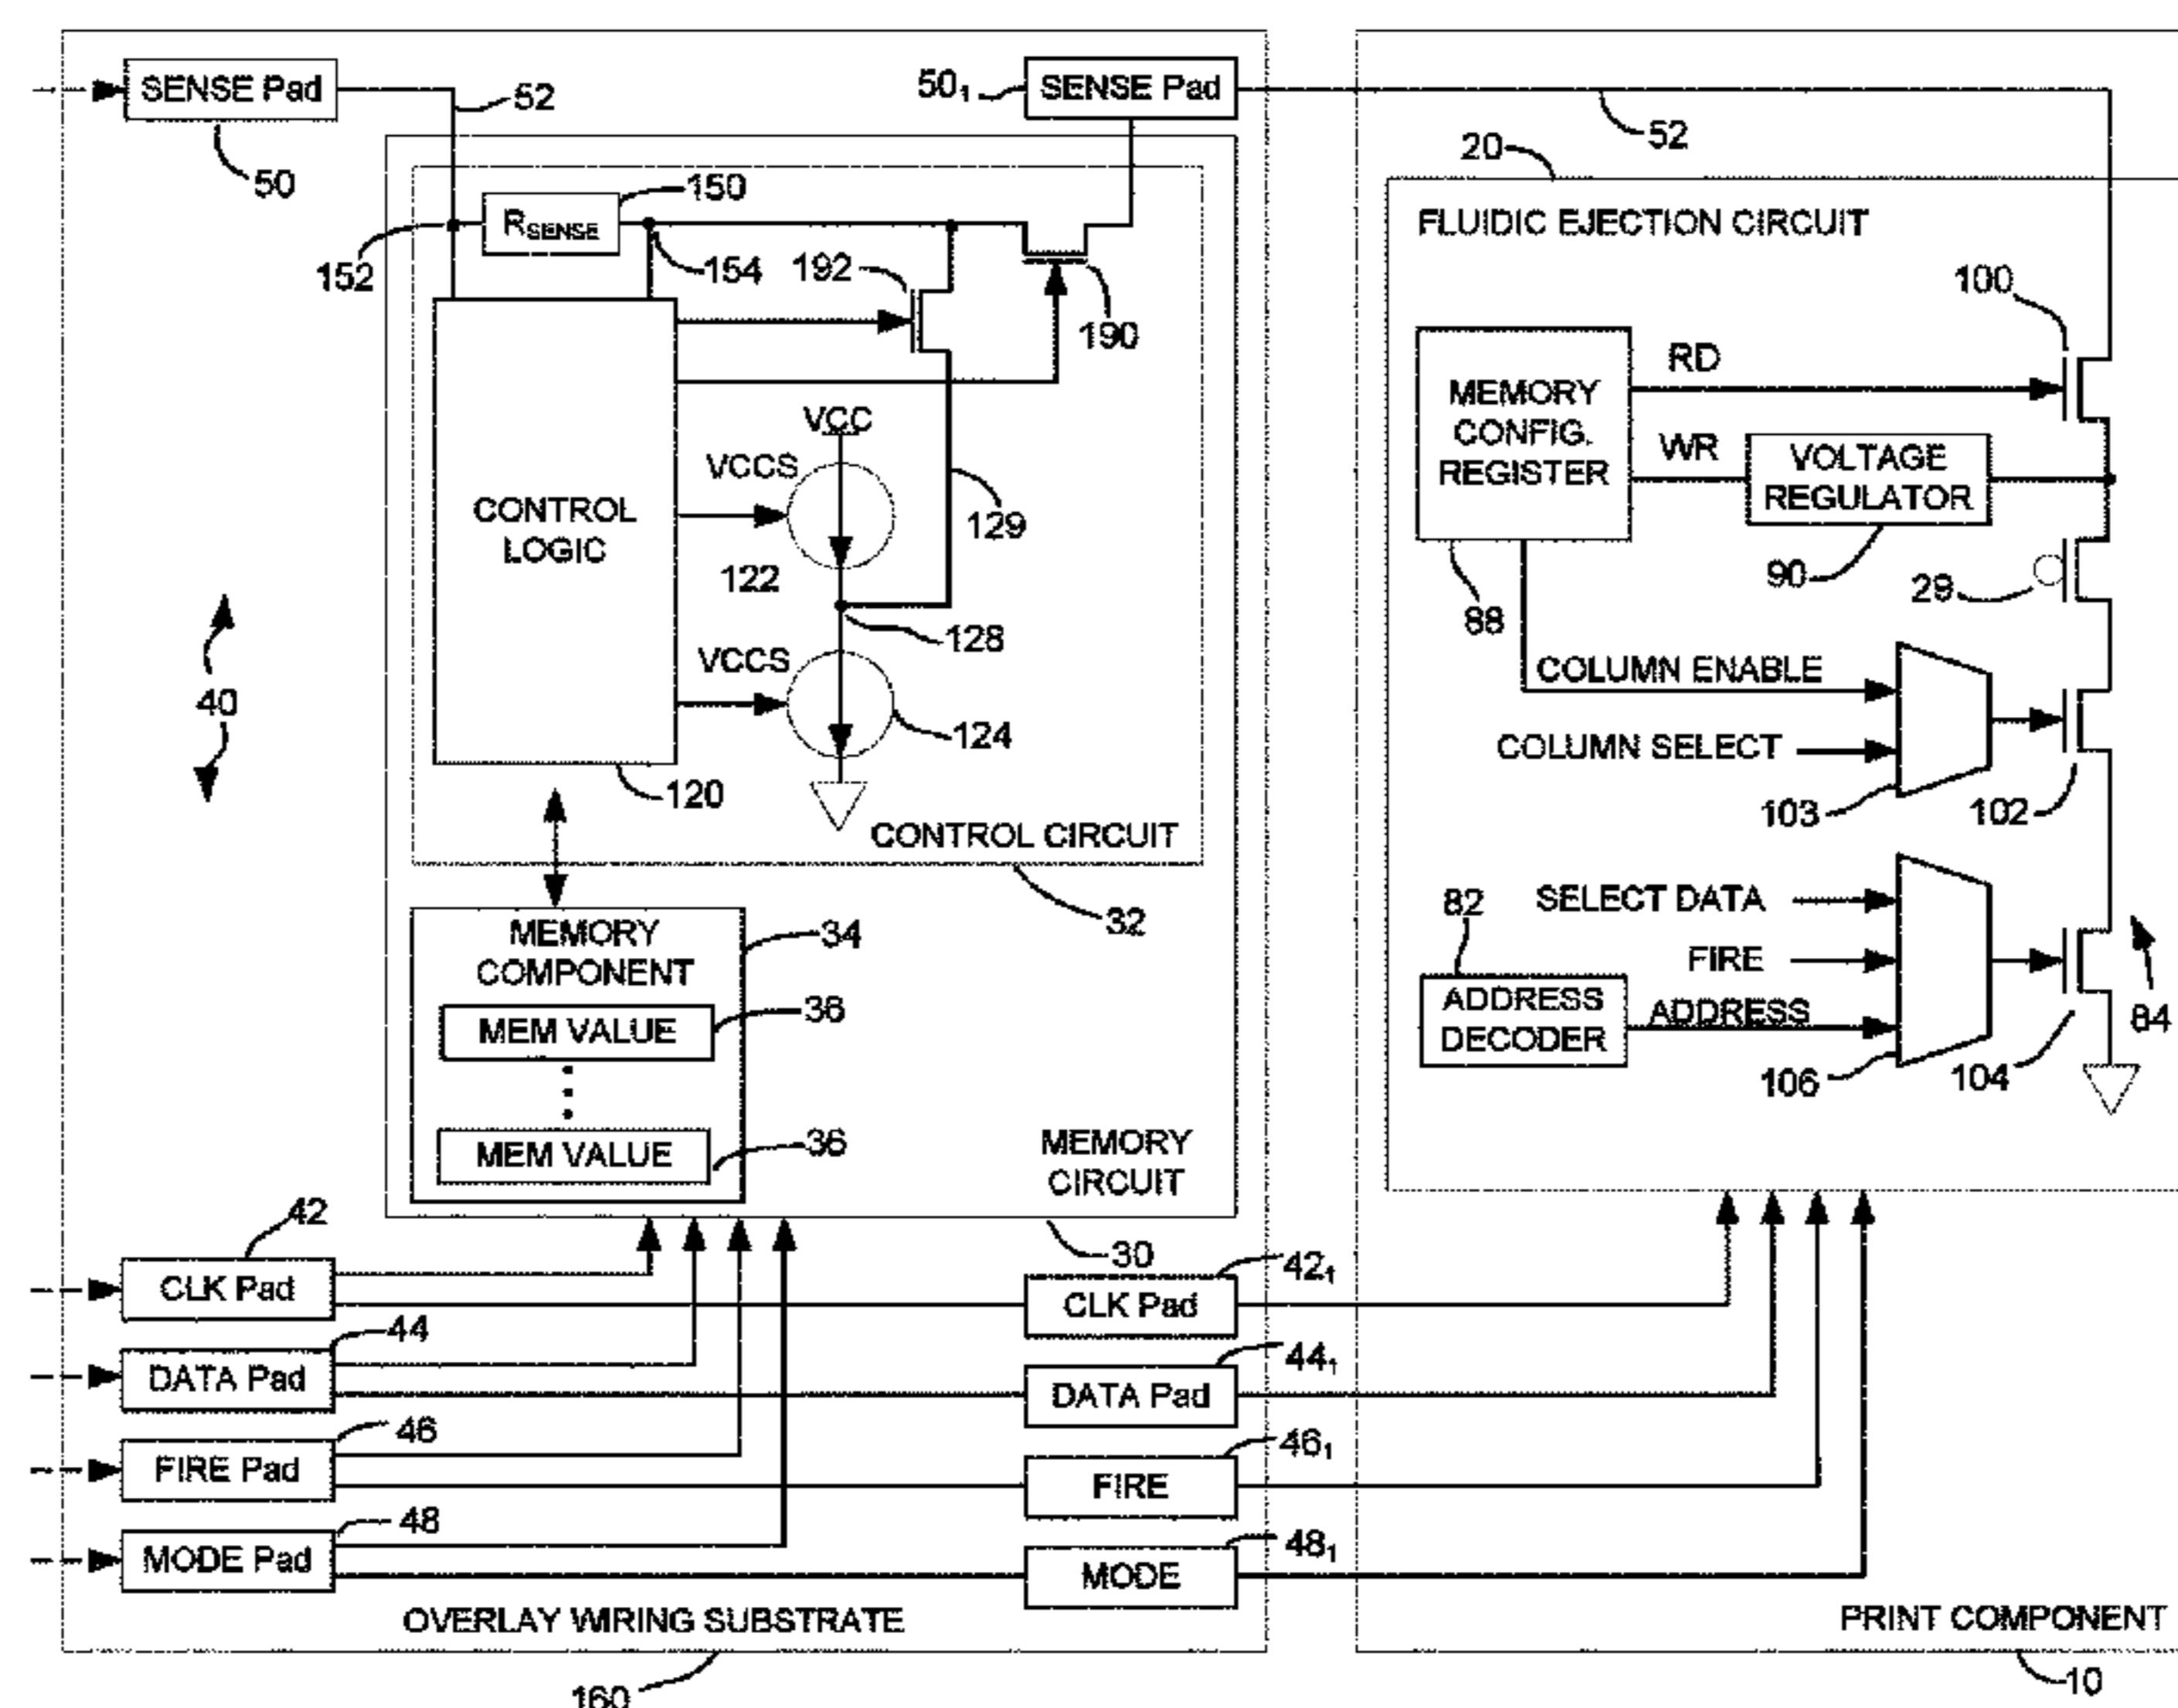 SENSE Pad
50
52
50₁
SENSE Pad
52
20
150
R_SENSE
152
154
192
190
CONTROL
LOGIC
VCC
VCCS
122
129
128
VCCS
124
120
CONTROL CIRCUIT
32
40
MEMORY
COMPONENT
34
MEM VALUE
36
MEM VALUE
36
MEMORY
CIRCUIT
30
42
CLK Pad
42₁
CLK Pad
44
DATA Pad
44₁
DATA Pad
46
FIRE Pad
46₁
FIRE
48
MODE Pad
48₁
MODE
OVERLAY WIRING SUBSTRATE
160
FLUIDIC EJECTION CIRCUIT
100
MEMORY
CONFIG.
REGISTER
RD
WR
VOLTAGE
REGULATOR
90
88
29
COLUMN ENABLE
COLUMN SELECT
103
102
SELECT DATA
FIRE
82
ADDRESS
DECODER
ADDRESS
106
104
84
PRINT COMPONENT
10